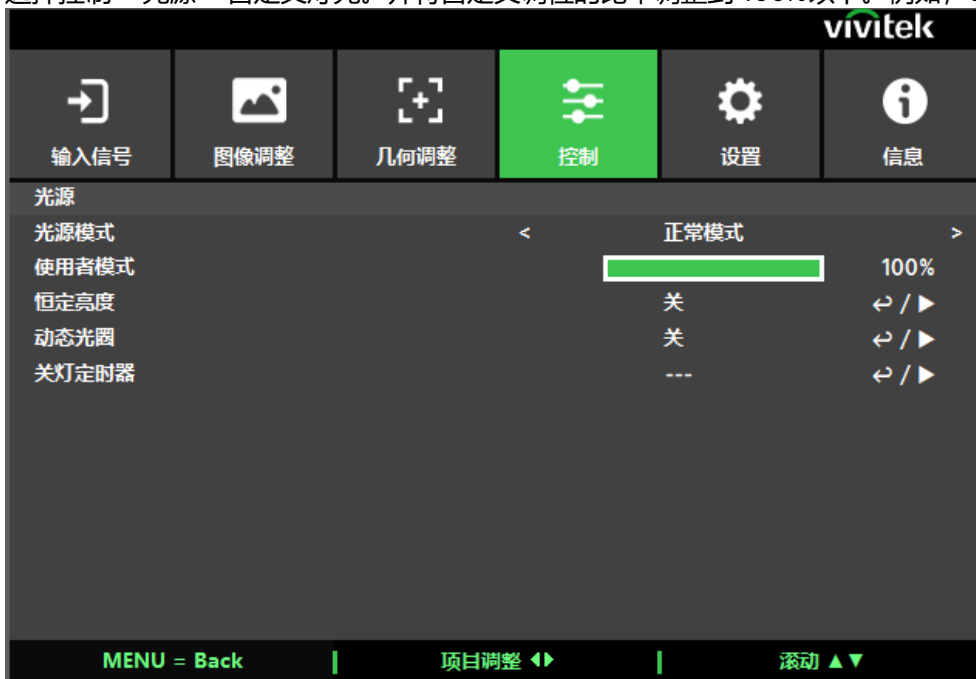 vivitek
输入信号 图像调整 几何调整 控制 设置 信息
光源
光源模式 < 正常模式 >
使用者模式 100%
恒定亮度 关 ↩ / ▶
动态光圈 关 ↩ / ▶
关灯定时器 --- ↩ / ▶
MENU = Back 项目调整 ◀▶ 滚动 ▲▼